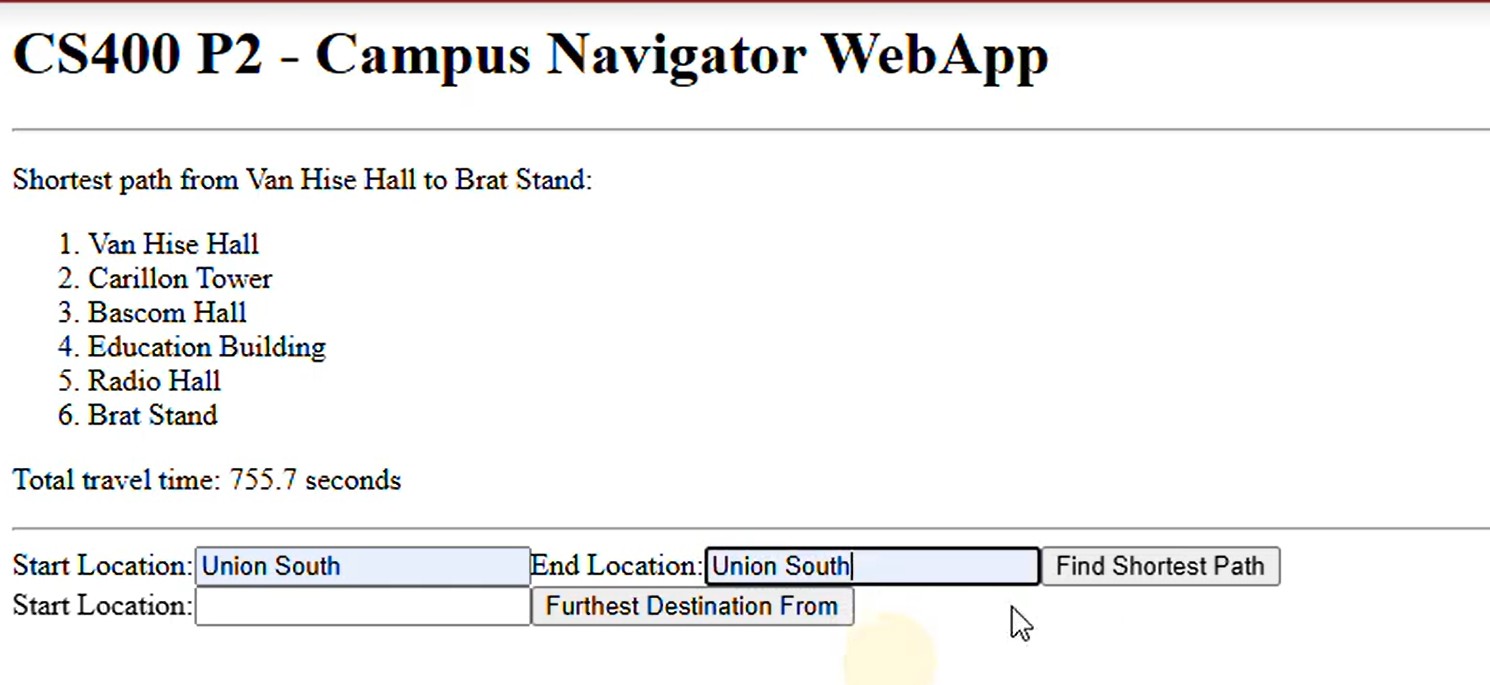 CS400 P2 - Campus Navigator WebApp
Shortest path from Van Hise Hall to Brat Stand:
1. Van Hise Hall
2. Carillon Tower
3. Bascom Hall
4. Education Building
5. Radio Hall
6. Brat Stand
Total travel time: 755.7 seconds
Start Location: Union South End Location: Union South Find Shortest Path
Start Location: Furthest Destination From